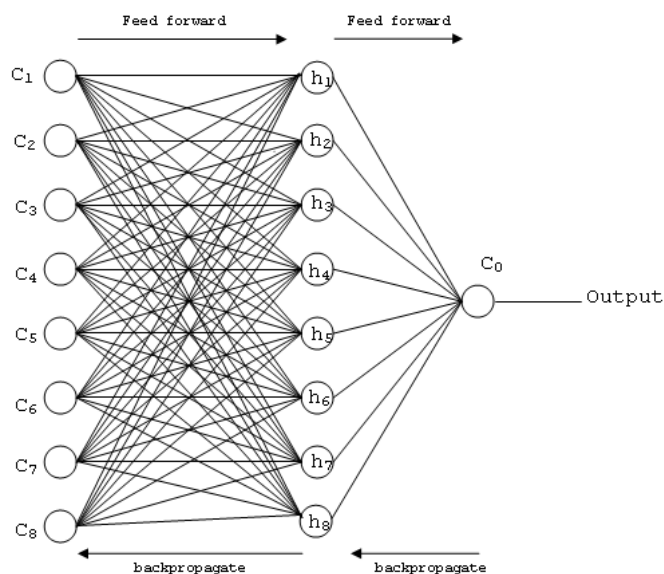 Feed forward
Feed forward
C1
h1
C2
h2
C3
h3
C4
h4
C0
Output
C5
h5
C6
h6
C7
h7
C8
h8
backpropagate
backpropagate